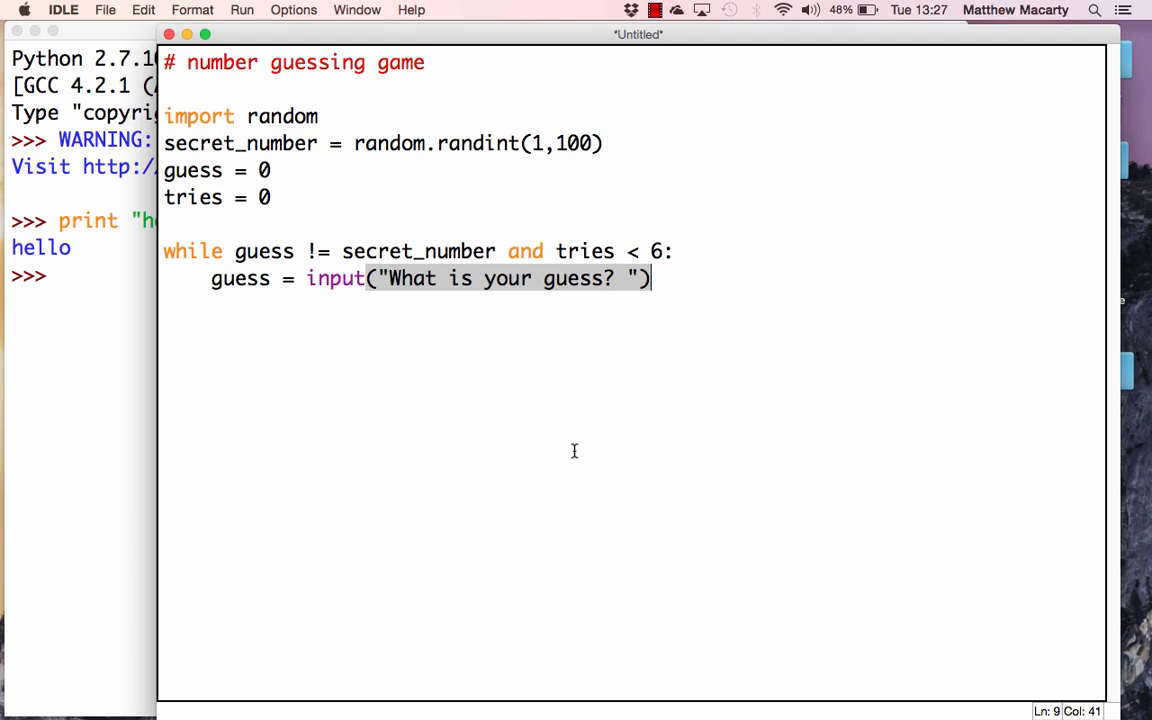 IDLE File Edit Format Run Options Window Help 48% Tue 13:27 Matthew Macarty
*Untitled*
Python 2.7.10
[GCC 4.2.1 (
Type "copyri
>>> WARNING:
Visit http:/
>>> print "h
hello
>>>
# number guessing game
import random
secret_number = random.randint(1,100)
guess = 0
tries = 0
while guess != secret_number and tries < 6:
guess = input("What is your guess? ")
Ln: 9 Col: 41